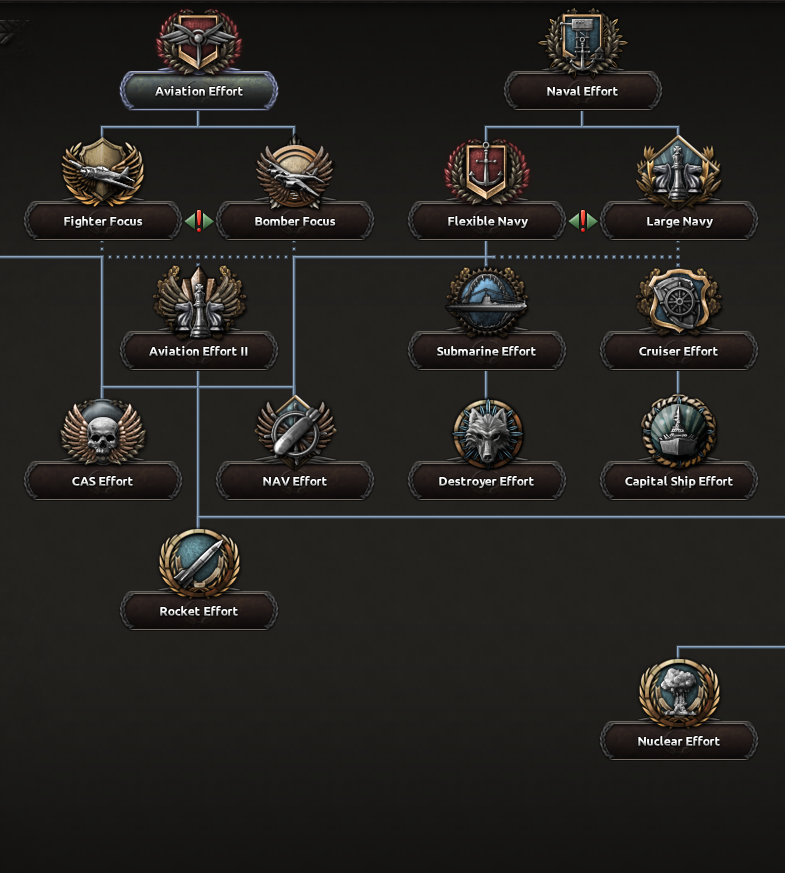 Aviation Effort
Naval Effort
Fighter Focus
Bomber Focus
Flexible Navy
Large Navy
Aviation Effort II
Submarine Effort
Cruiser Effort
CAS Effort
NAV Effort
Destroyer Effort
Capital Ship Effort
Rocket Effort
Nuclear Effort